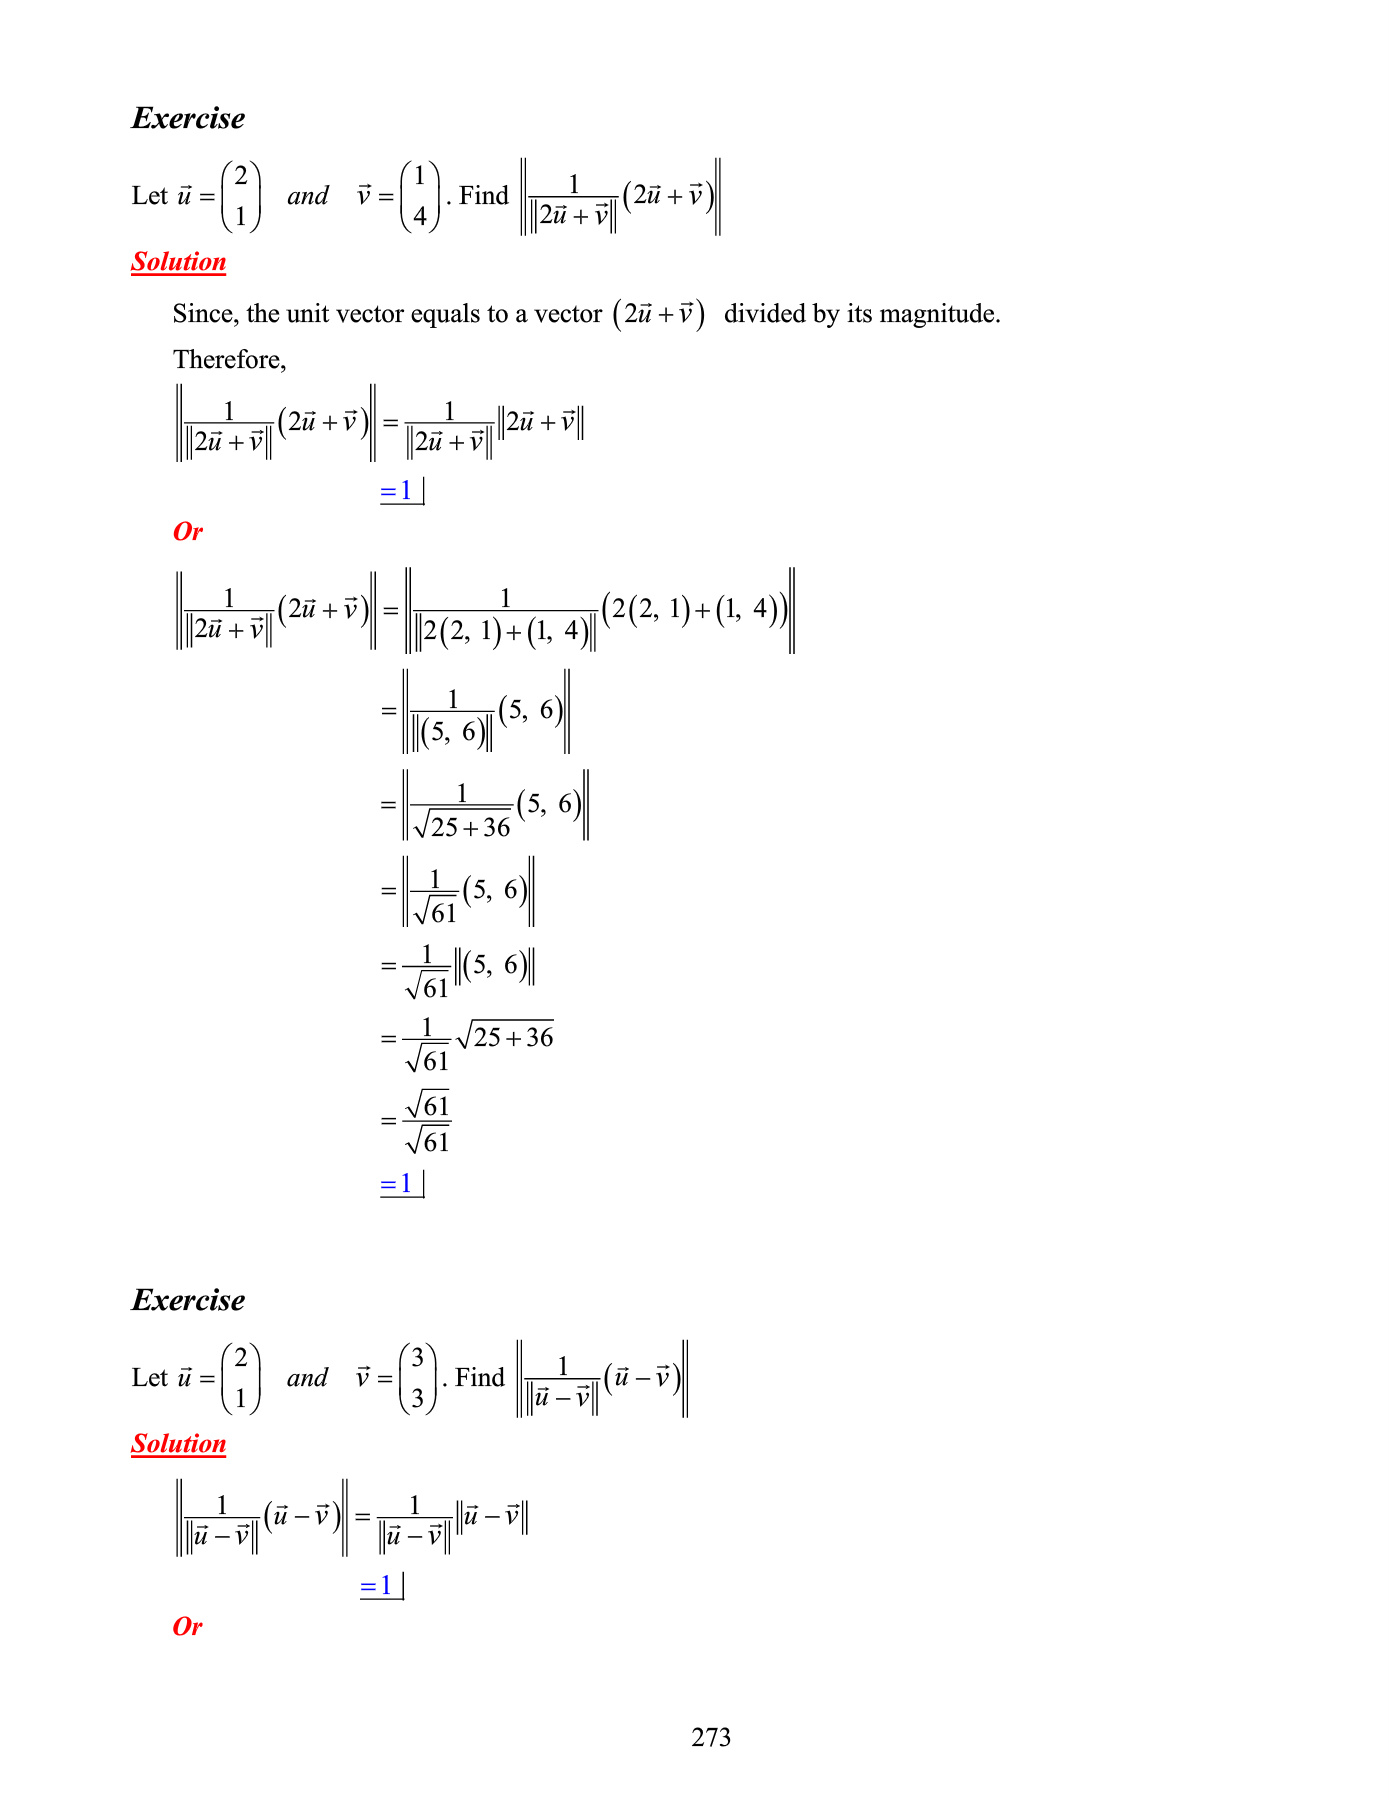 Exercise
Let $\vec{u} = \begin{pmatrix} 2 \\ 1 \end{pmatrix}$ and $\vec{v} = \begin{pmatrix} 1 \\ 4 \end{pmatrix}$. Find $\left\| \frac{1}{\|2\vec{u}+\vec{v}\|}(2\vec{u}+\vec{v}) \right\|$
Solution
Since, the unit vector equals to a vector $(2\vec{u}+\vec{v})$ divided by its magnitude.
Therefore,
$\left\| \frac{1}{\|2\vec{u}+\vec{v}\|}(2\vec{u}+\vec{v}) \right\| = \frac{1}{\|2\vec{u}+\vec{v}\|}\|2\vec{u}+\vec{v}\|$
$= 1$
Or
$\left\| \frac{1}{\|2\vec{u}+\vec{v}\|}(2\vec{u}+\vec{v}) \right\| = \left\| \frac{1}{\|2(2, 1)+(1, 4)\|}(2(2, 1)+(1, 4)) \right\|$
$= \left\| \frac{1}{\|(5, 6)\|}(5, 6) \right\|$
$= \left\| \frac{1}{\sqrt{25+36}}(5, 6) \right\|$
$= \left\| \frac{1}{\sqrt{61}}(5, 6) \right\|$
$= \frac{1}{\sqrt{61}}\|(5, 6)\|$
$= \frac{1}{\sqrt{61}}\sqrt{25+36}$
$= \frac{\sqrt{61}}{\sqrt{61}}$
$= 1$
Exercise
Let $\vec{u} = \begin{pmatrix} 2 \\ 1 \end{pmatrix}$ and $\vec{v} = \begin{pmatrix} 3 \\ 3 \end{pmatrix}$. Find $\left\| \frac{1}{\|\vec{u}-\vec{v}\|}(\vec{u}-\vec{v}) \right\|$
Solution
$\left\| \frac{1}{\|\vec{u}-\vec{v}\|}(\vec{u}-\vec{v}) \right\| = \frac{1}{\|\vec{u}-\vec{v}\|}\|\vec{u}-\vec{v}\|$
$= 1$
Or
273